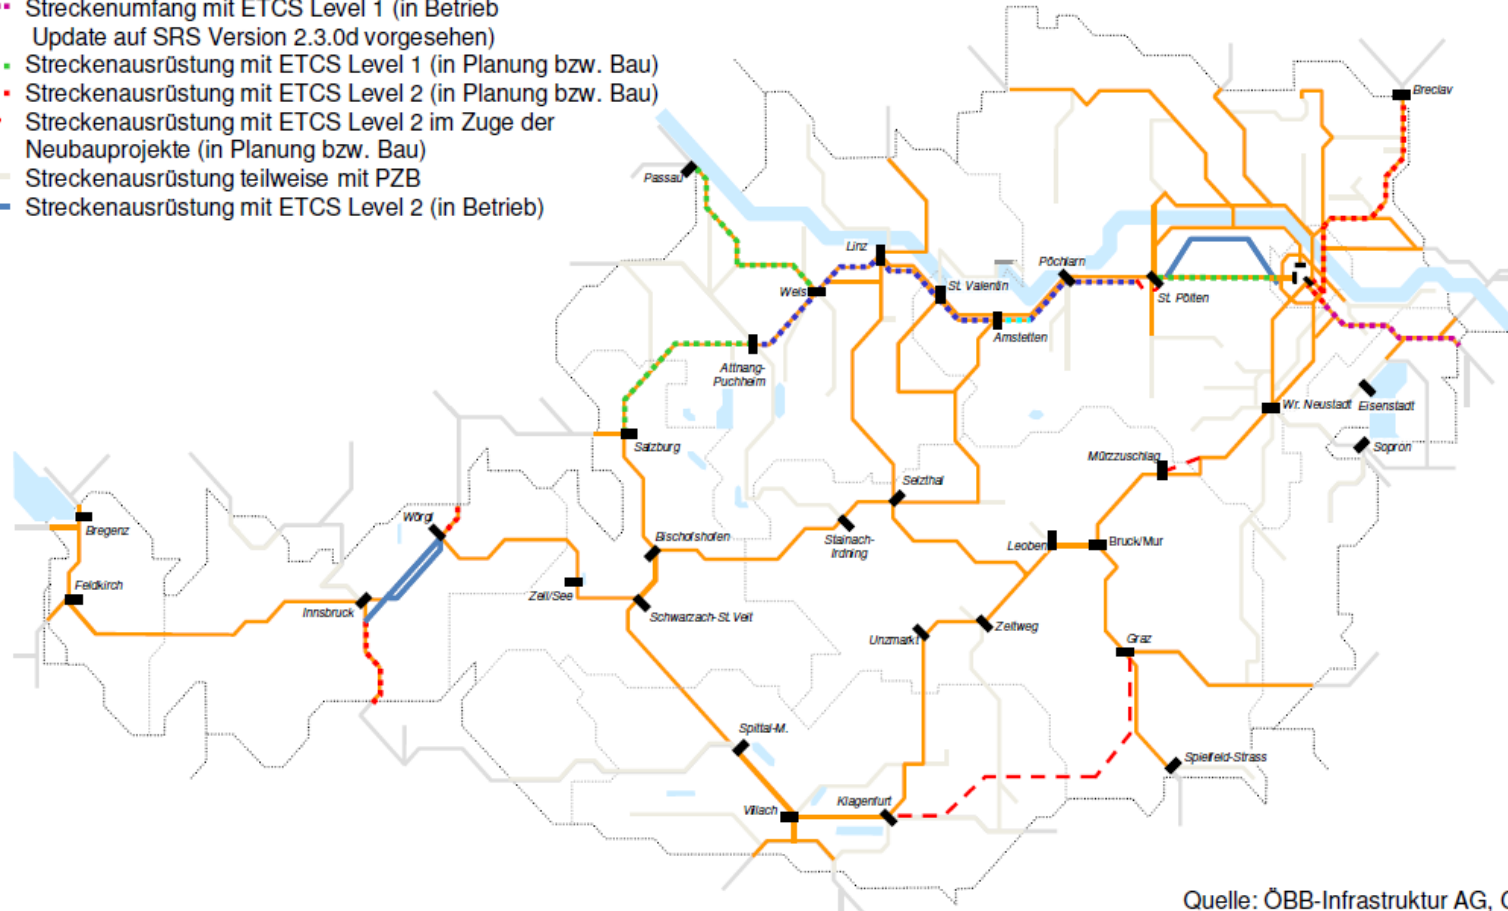 Streckenumfang mit ETCS Level 1 (in Betrieb
Update auf SRS Version 2.3.0d vorgesehen)
Streckenausrüstung mit ETCS Level 1 (in Planung bzw. Bau)
Streckenausrüstung mit ETCS Level 2 (in Planung bzw. Bau)
Streckenausrüstung mit ETCS Level 2 im Zuge der
Neubauprojekte (in Planung bzw. Bau)
Streckenausrüstung teilweise mit PZB
Streckenausrüstung mit ETCS Level 2 (in Betrieb)
Breclav
Passau
Linz
Pöchlarn
Wels
St. Valentin
St. Pölten
Amstetten
Attnang-
Puchheim
Wr. Neustadt
Eisenstadt
Salzburg
Sopron
Mürzzuschlag
Selzthal
Wörgl
Bregenz
Bischofshofen
Stainach-
Irdning
Leoben
Bruck/Mur
Feldkirch
Innsbruck
Zell/See
Schwarzach-St. Veit
Unzmarkt
Zeltweg
Graz
Spittal-M.
Spielfeld-Strass
Villach
Klagenfurt
Quelle: ÖBB-Infrastruktur AG,